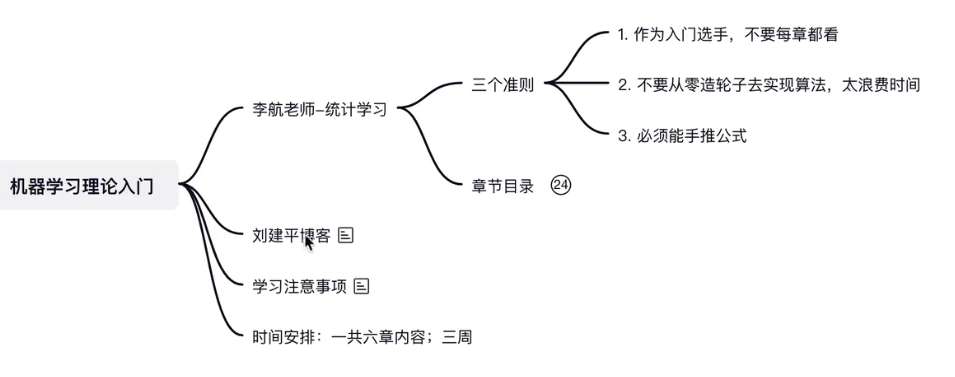 1. 作为入门选手，不要每章都看
三个准则
2. 不要从零造轮子去实现算法，太浪费时间
李航老师-统计学习
3. 必须能手推公式
机器学习理论入门
章节目录 24
刘建平博客
学习注意事项
时间安排：一共六章内容；三周